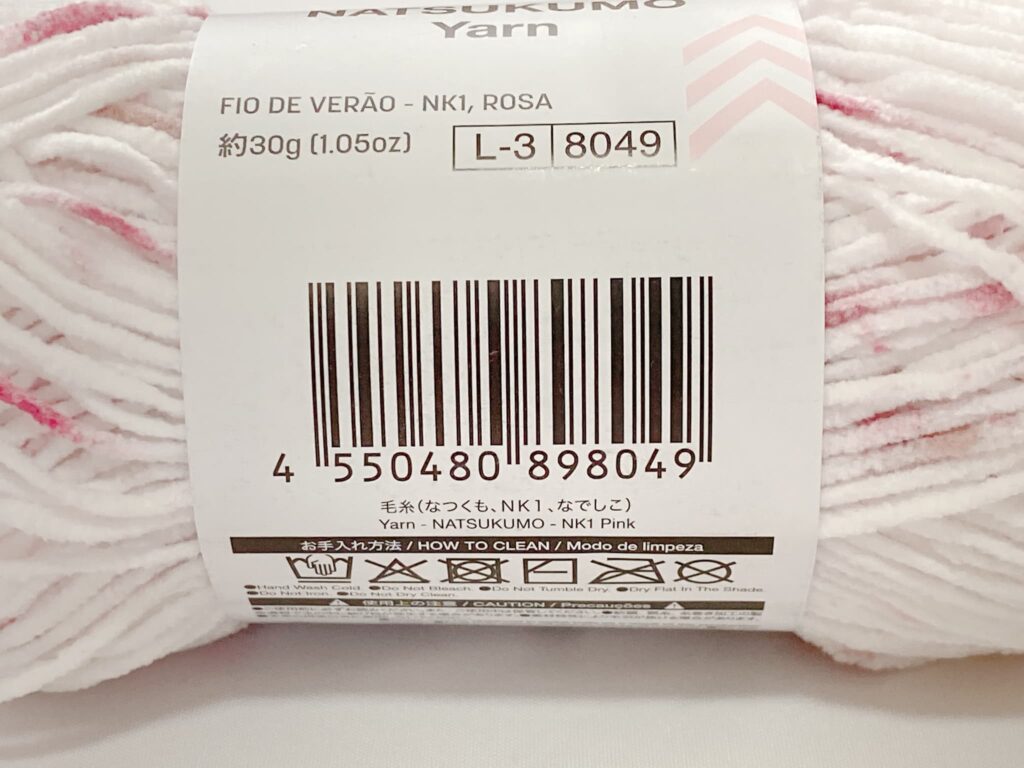 NATSUKUMO
Yarn
FIO DE VERÃO - NK1, ROSA
約30g (1.05oz)
L-3 8049
4 550480 898049
毛糸(なつくも、NK1、なでしこ)
Yarn - NATSUKUMO - NK1 Pink
お手入れ方法 / HOW TO CLEAN / Modo de limpeza
●Hand Wash Cold. ●Do Not Bleach. ●Do Not Tumble Dry. ●Dry Flat In The Shade.
●Do Not Iron. ●Do Not Dry Clean.
使用上の注意 / CAUTION / Precauções